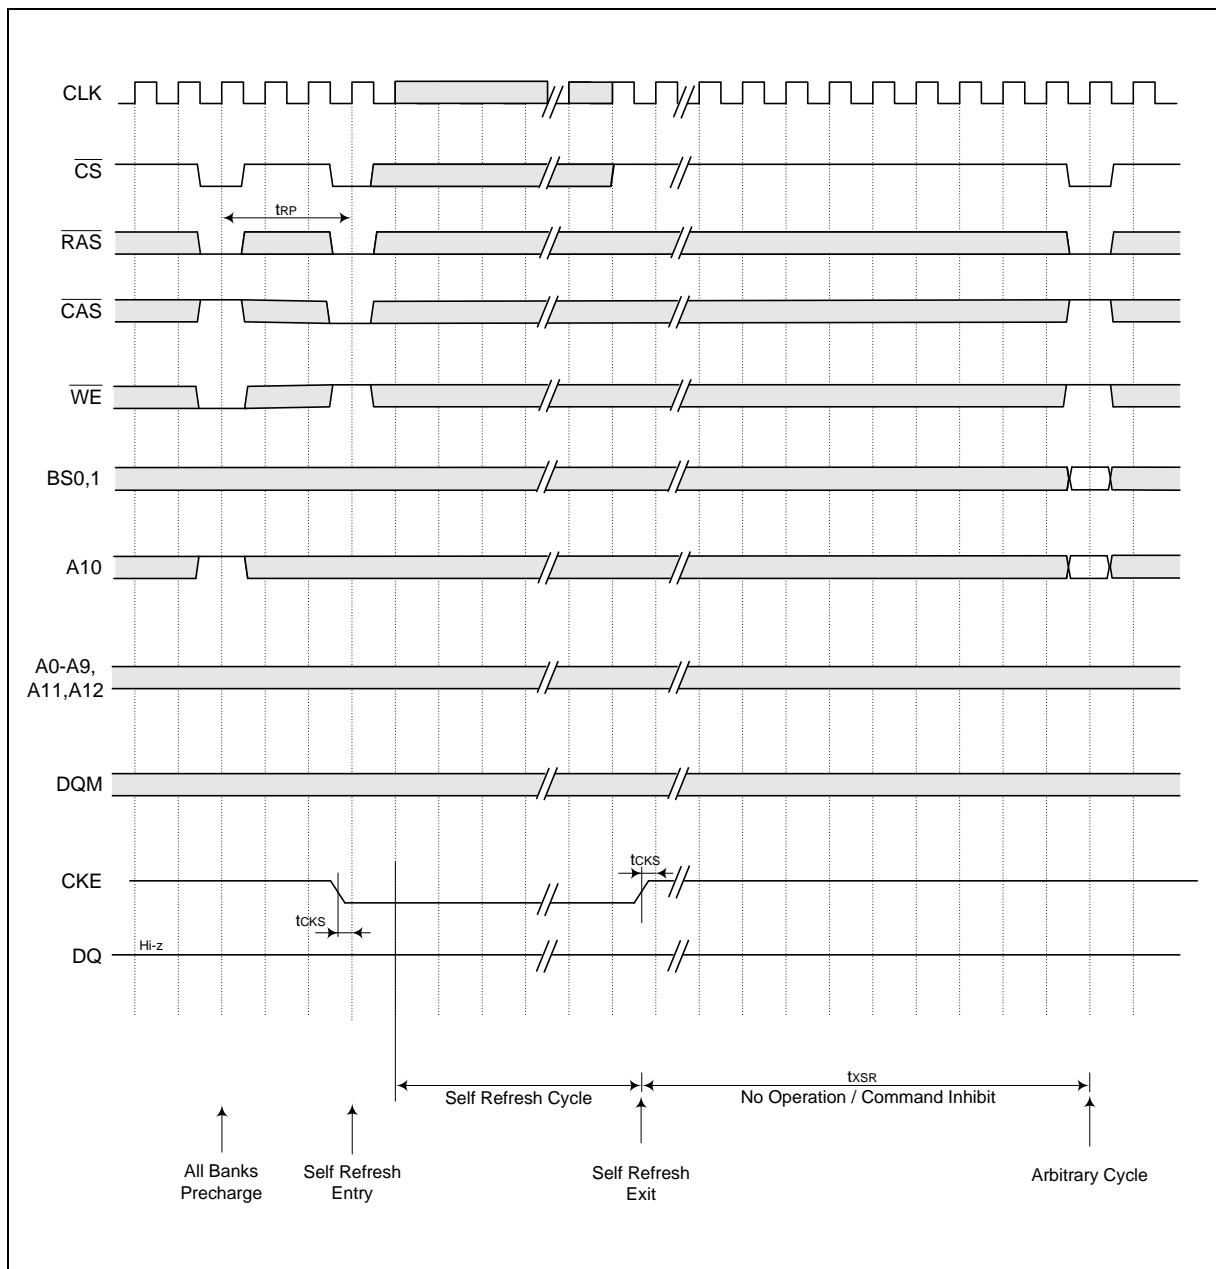 CLK
CS
tRP
RAS
CAS
WE
BS0,1
A10
A0-A9,
A11,A12
DQM
tCKS
CKE
tCKS
Hi-z
DQ
tXSR
Self Refresh Cycle
No Operation / Command Inhibit
All Banks
Precharge
Self Refresh
Entry
Self Refresh
Exit
Arbitrary Cycle